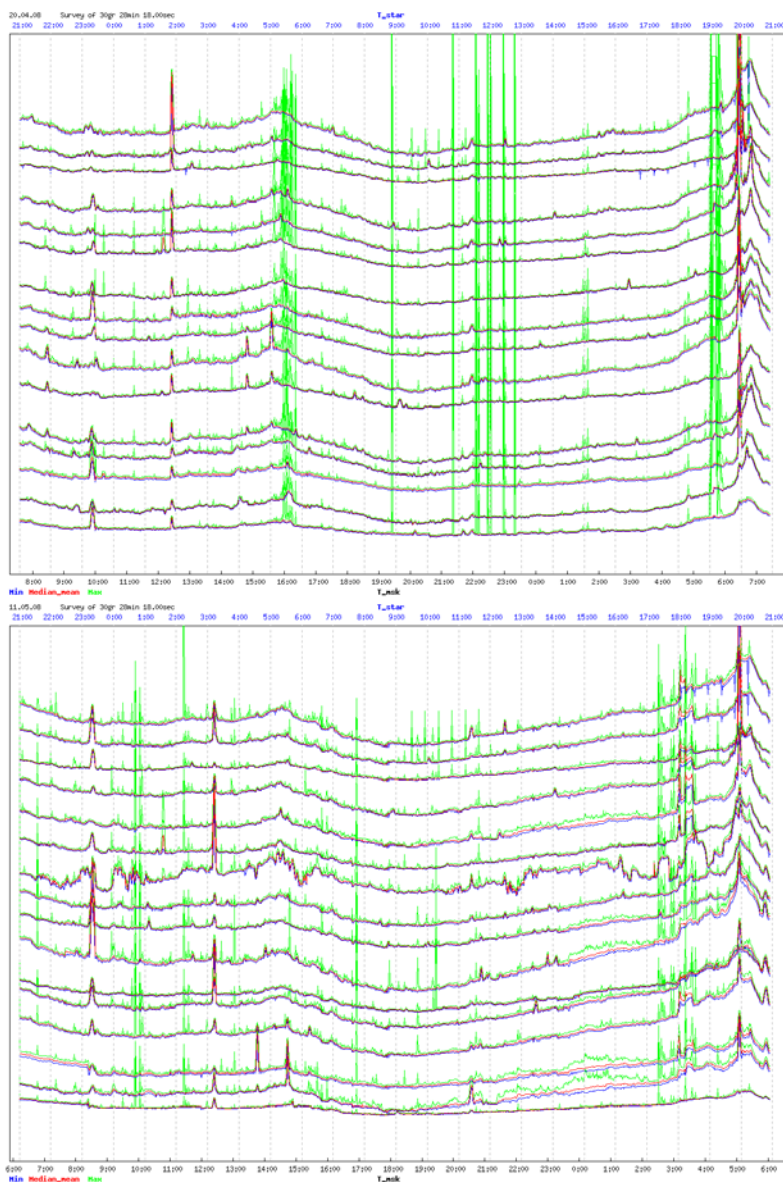 20.04.08 Survey of 30gr 28min 18.00sec T_star
21:00 22:00 23:00 0:00 1:00 2:00 3:00 4:00 5:00 6:00 7:00 8:00 9:00 10:00 11:00 12:00 13:00 14:00 15:00 16:00 17:00 18:00 19:00 20:00 21:00
8:00 9:00 10:00 11:00 12:00 13:00 14:00 15:00 16:00 17:00 18:00 19:00 20:00 21:00 22:00 23:00 0:00 1:00 2:00 3:00 4:00 5:00 6:00 7:00
Min Median_mean Max T_msk
11.05.08 Survey of 30gr 28min 18.00sec T_star
21:00 22:00 23:00 0:00 1:00 2:00 3:00 4:00 5:00 6:00 7:00 8:00 9:00 10:00 11:00 12:00 13:00 14:00 15:00 16:00 17:00 18:00 19:00 20:00 21:00
6:00 7:00 8:00 9:00 10:00 11:00 12:00 13:00 14:00 15:00 16:00 17:00 18:00 19:00 20:00 21:00 22:00 23:00 0:00 1:00 2:00 3:00 4:00 5:00 6:00
Min Median_mean Max T_msk